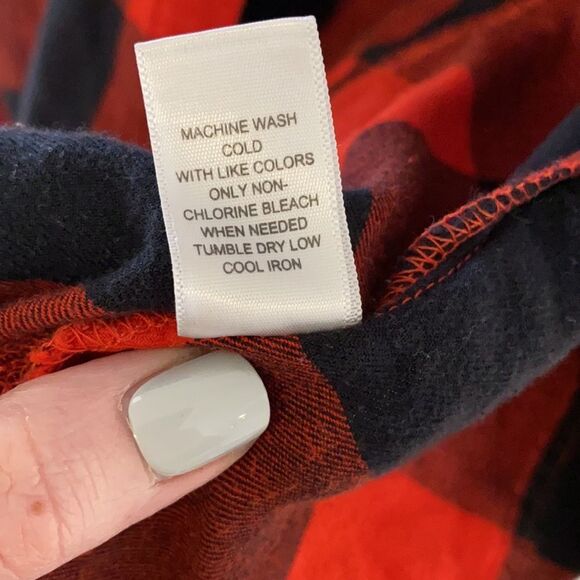 MACHINE WASH
COLD
WITH LIKE COLORS
ONLY NON-
CHLORINE BLEACH
WHEN NEEDED
TUMBLE DRY LOW
COOL IRON